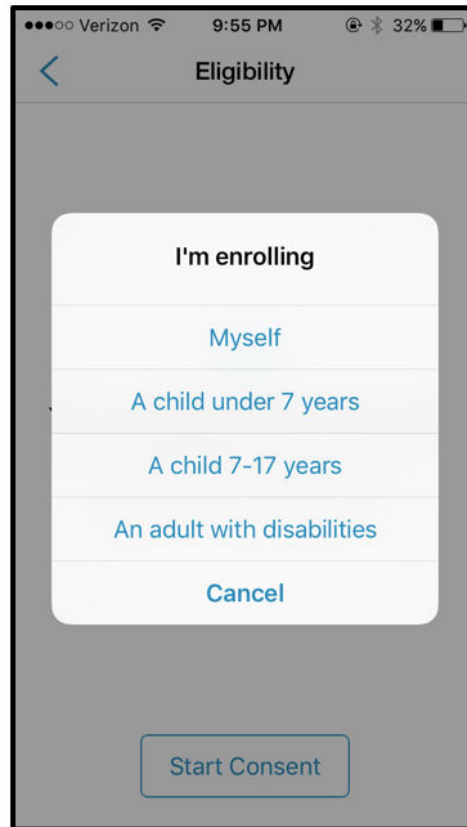 Verizon 9:55 PM 32%
Eligibility
I'm enrolling
Myself
A child under 7 years
A child 7-17 years
An adult with disabilities
Cancel
Start Consent